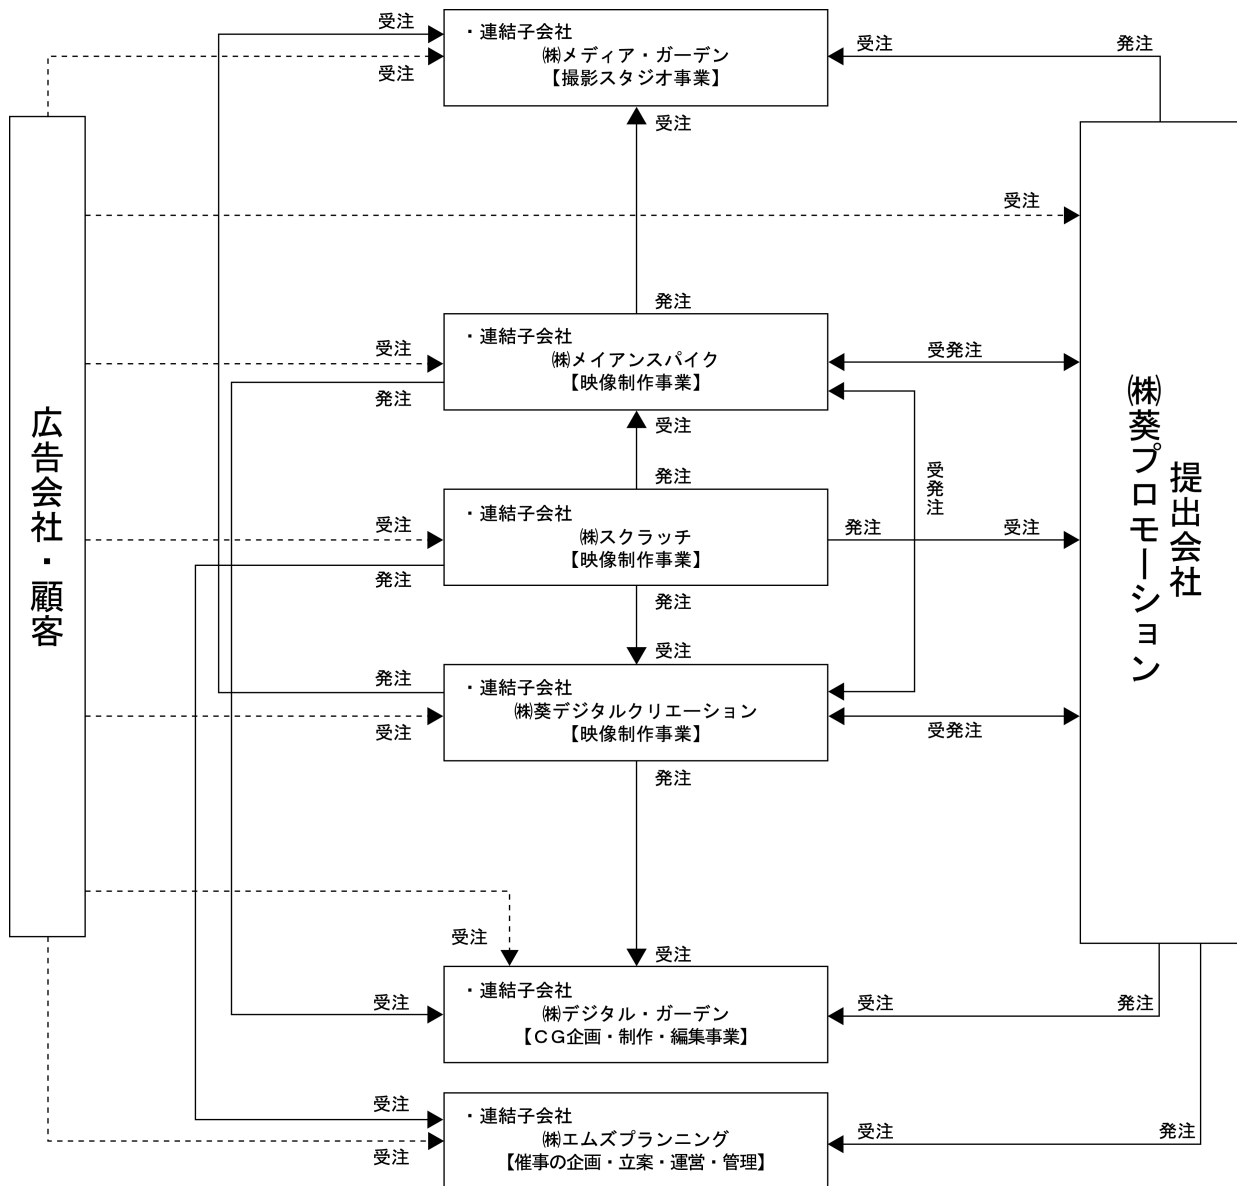 受注
・連結子会社
㈱メディア・ガーデン
【撮影スタジオ事業】
受注
発注
受注
受注
受注
発注
・連結子会社
㈱メイアンスパイク
【映像制作事業】
受注
発注
受発注
受注
発注
受発注
・連結子会社
㈱スクラッチ
【映像制作事業】
受注
発注
発注
受注
発注
受注
広告会社・顧客
提出会社
㈱葵プロモーション
・連結子会社
㈱葵デジタルクリエーション
【映像制作事業】
発注
受注
受発注
発注
受注
受注
・連結子会社
㈱デジタル・ガーデン
【ＣＧ企画・制作・編集事業】
受注
受注
発注
・連結子会社
㈱エムズプランニング
【催事の企画・立案・運営・管理】
受注
受注
受注
発注